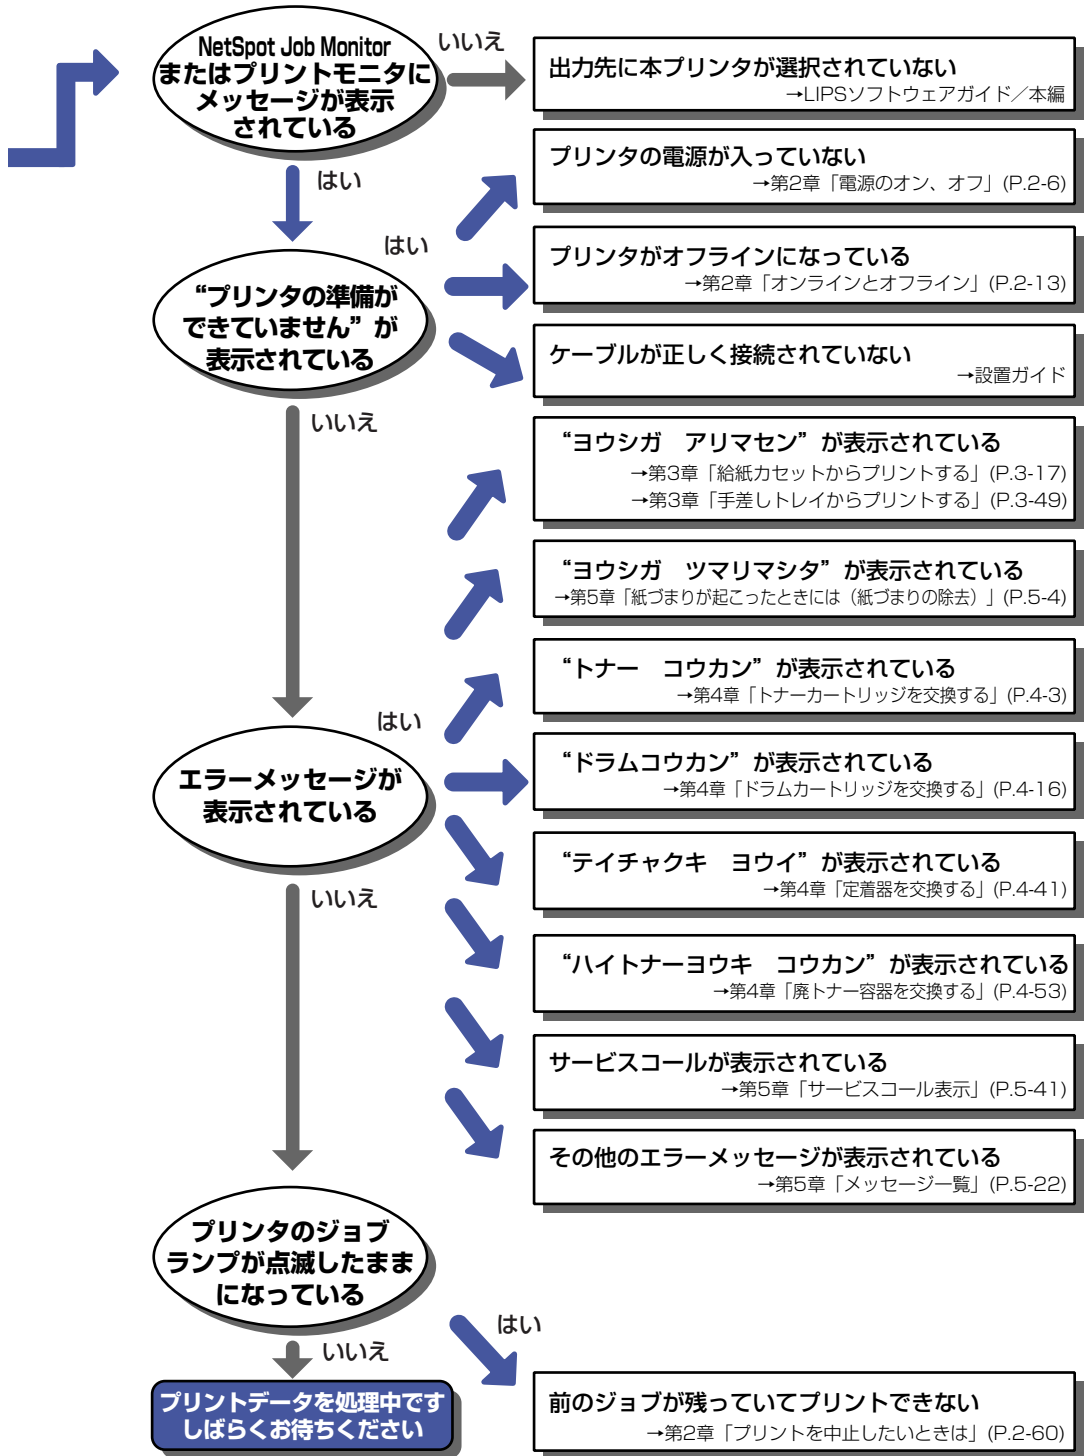 NetSpot Job Monitor
またはプリントモニタに
メッセージが表示
されている
いいえ
出力先に本プリンタが選択されていない
→LIPSソフトウェアガイド／本編
はい
プリンタの電源が入っていない
→第2章「電源のオン、オフ」(P.2-6)
はい
プリンタがオフラインになっている
→第2章「オンラインとオフライン」(P.2-13)
“プリンタの準備が
できていません”が
表示されている
ケーブルが正しく接続されていない
→設置ガイド
いいえ
“ヨウシガ　アリマセン”が表示されている
→第3章「給紙カセットからプリントする」(P.3-17)
→第3章「手差しトレイからプリントする」(P.3-49)
“ヨウシガ　ツマリマシタ”が表示されている
→第5章「紙づまりが起こったときには（紙づまりの除去）」(P.5-4)
“トナー　コウカン”が表示されている
→第4章「トナーカートリッジを交換する」(P.4-3)
はい
エラーメッセージが
表示されている
“ドラムコウカン”が表示されている
→第4章「ドラムカートリッジを交換する」(P.4-16)
“テイチャクキ　ヨウイ”が表示されている
→第4章「定着器を交換する」(P.4-41)
いいえ
“ハイトナーヨウキ　コウカン”が表示されている
→第4章「廃トナー容器を交換する」(P.4-53)
サービスコールが表示されている
→第5章「サービスコール表示」(P.5-41)
その他のエラーメッセージが表示されている
→第5章「メッセージ一覧」(P.5-22)
プリンタのジョブ
ランプが点滅したまま
になっている
はい
いいえ
プリントデータを処理中です
しばらくお待ちください
前のジョブが残っていてプリントできない
→第2章「プリントを中止したいときは」(P.2-60)